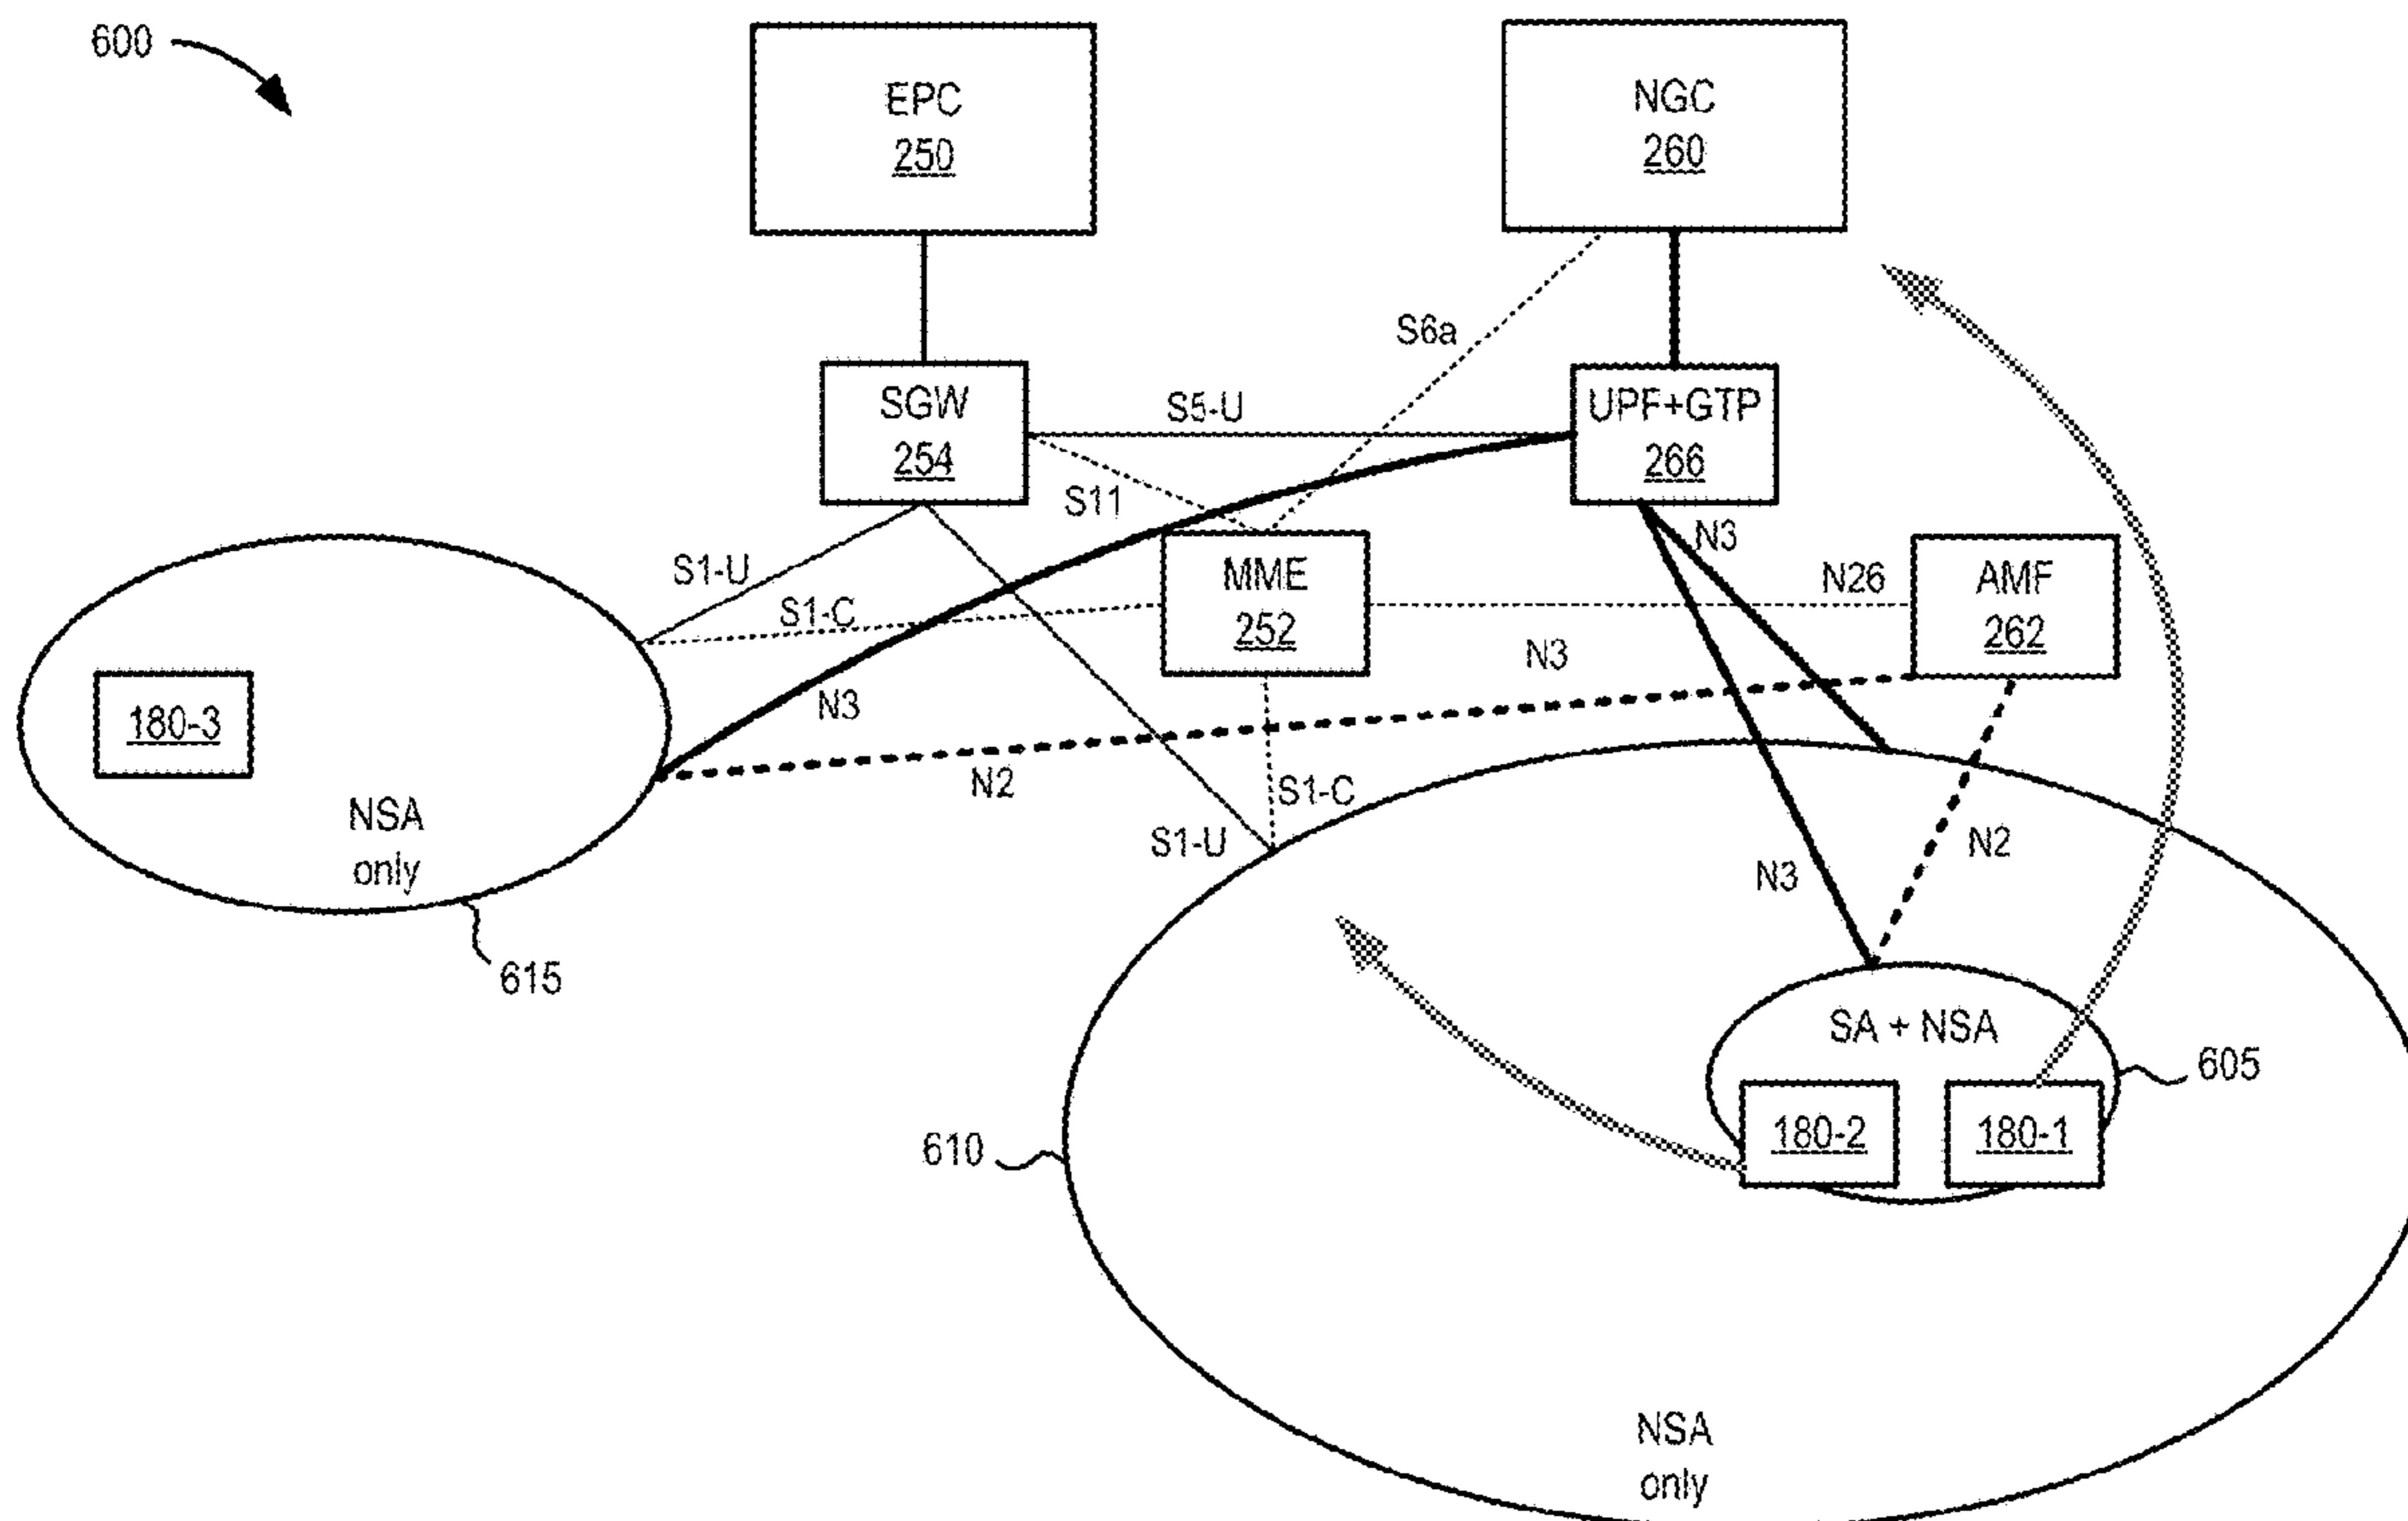 600
EPC
250
NGC
260
S6a
SGW
254
S5-U
UPF+GTP
266
S11
N3
S1-U
MME
252
N26
AMF
262
S1-C
N3
N3
180-3
N2
S1-C
NSA
only
S1-U
N3
N2
615
SA + NSA
605
180-2
180-1
610
NSA
only